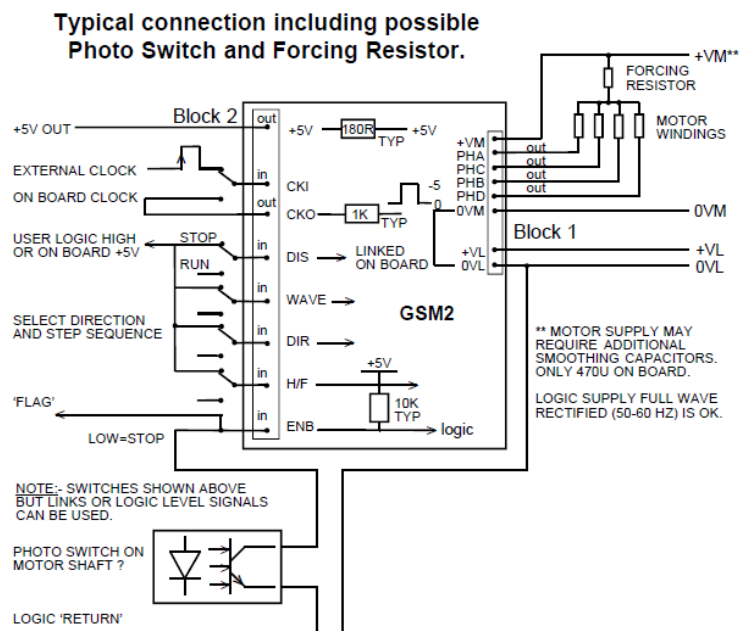 Typical connection including possible
Photo Switch and Forcing Resistor.
+VM**
FORCING
RESISTOR
MOTOR
WINDINGS
Block 2
out
+5V OUT
+5V
180R
TYP
+5V
+VM
PHA
out
PHC
out
PHB
out
PHD
out
EXTERNAL CLOCK
in
CKI
-5
0
0VM
0VM
ON BOARD CLOCK
out
CKO
1K
TYP
Block 1
USER LOGIC HIGH
OR ON BOARD +5V
STOP
in
DIS
LINKED
ON BOARD
+VL
+VL
0VL
0VL
RUN
in
WAVE
GSM2
SELECT DIRECTION
AND STEP SEQUENCE
in
DIR
** MOTOR SUPPLY MAY
REQUIRE ADDITIONAL
SMOOTHING CAPACITORS.
ONLY 470U ON BOARD.
LOGIC SUPPLY FULL WAVE
RECTIFIED (50-60 HZ) IS OK.
+5V
in
H/F
10K
TYP
'FLAG'
in
ENB
logic
LOW=STOP
NOTE:- SWITCHES SHOWN ABOVE
BUT LINKS OR LOGIC LEVEL SIGNALS
CAN BE USED.
PHOTO SWITCH ON
MOTOR SHAFT ?
LOGIC 'RETURN'